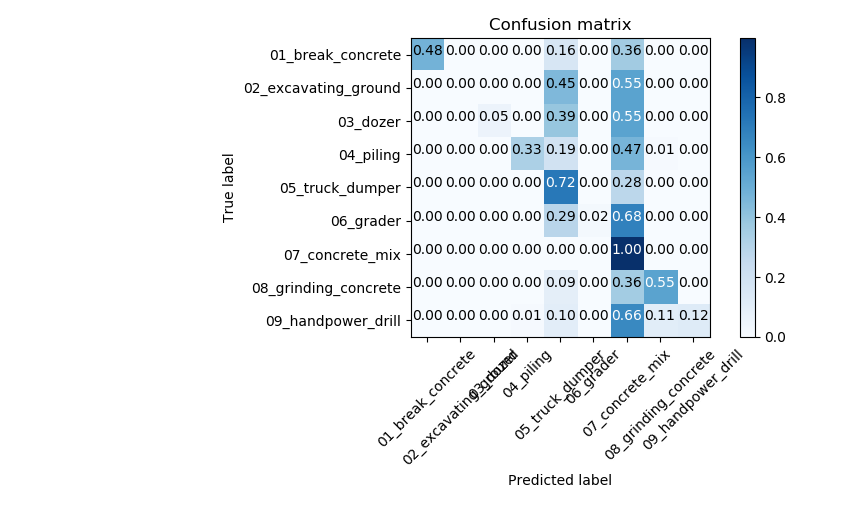 Confusion matrix
01_break_concrete 0.48 0.00 0.00 0.00 0.16 0.00 0.36 0.00 0.00
02_excavating_ground 0.00 0.00 0.00 0.00 0.45 0.00 0.55 0.00 0.00
03_dozer 0.00 0.00 0.05 0.00 0.39 0.00 0.55 0.00 0.00
04_piling 0.00 0.00 0.00 0.33 0.19 0.00 0.47 0.01 0.00
05_truck_dumper 0.00 0.00 0.00 0.00 0.72 0.00 0.28 0.00 0.00
06_grader 0.00 0.00 0.00 0.00 0.29 0.02 0.68 0.00 0.00
07_concrete_mix 0.00 0.00 0.00 0.00 0.00 0.00 1.00 0.00 0.00
08_grinding_concrete 0.00 0.00 0.00 0.00 0.09 0.00 0.36 0.55 0.00
09_handpower_drill 0.00 0.00 0.00 0.01 0.10 0.00 0.66 0.11 0.12
True label
01_break_concrete
02_excavating_ground
03_dozer
04_piling
05_truck_dumper
06_grader
07_concrete_mix
08_grinding_concrete
09_handpower_drill
Predicted label
0.8
0.6
0.4
0.2
0.0